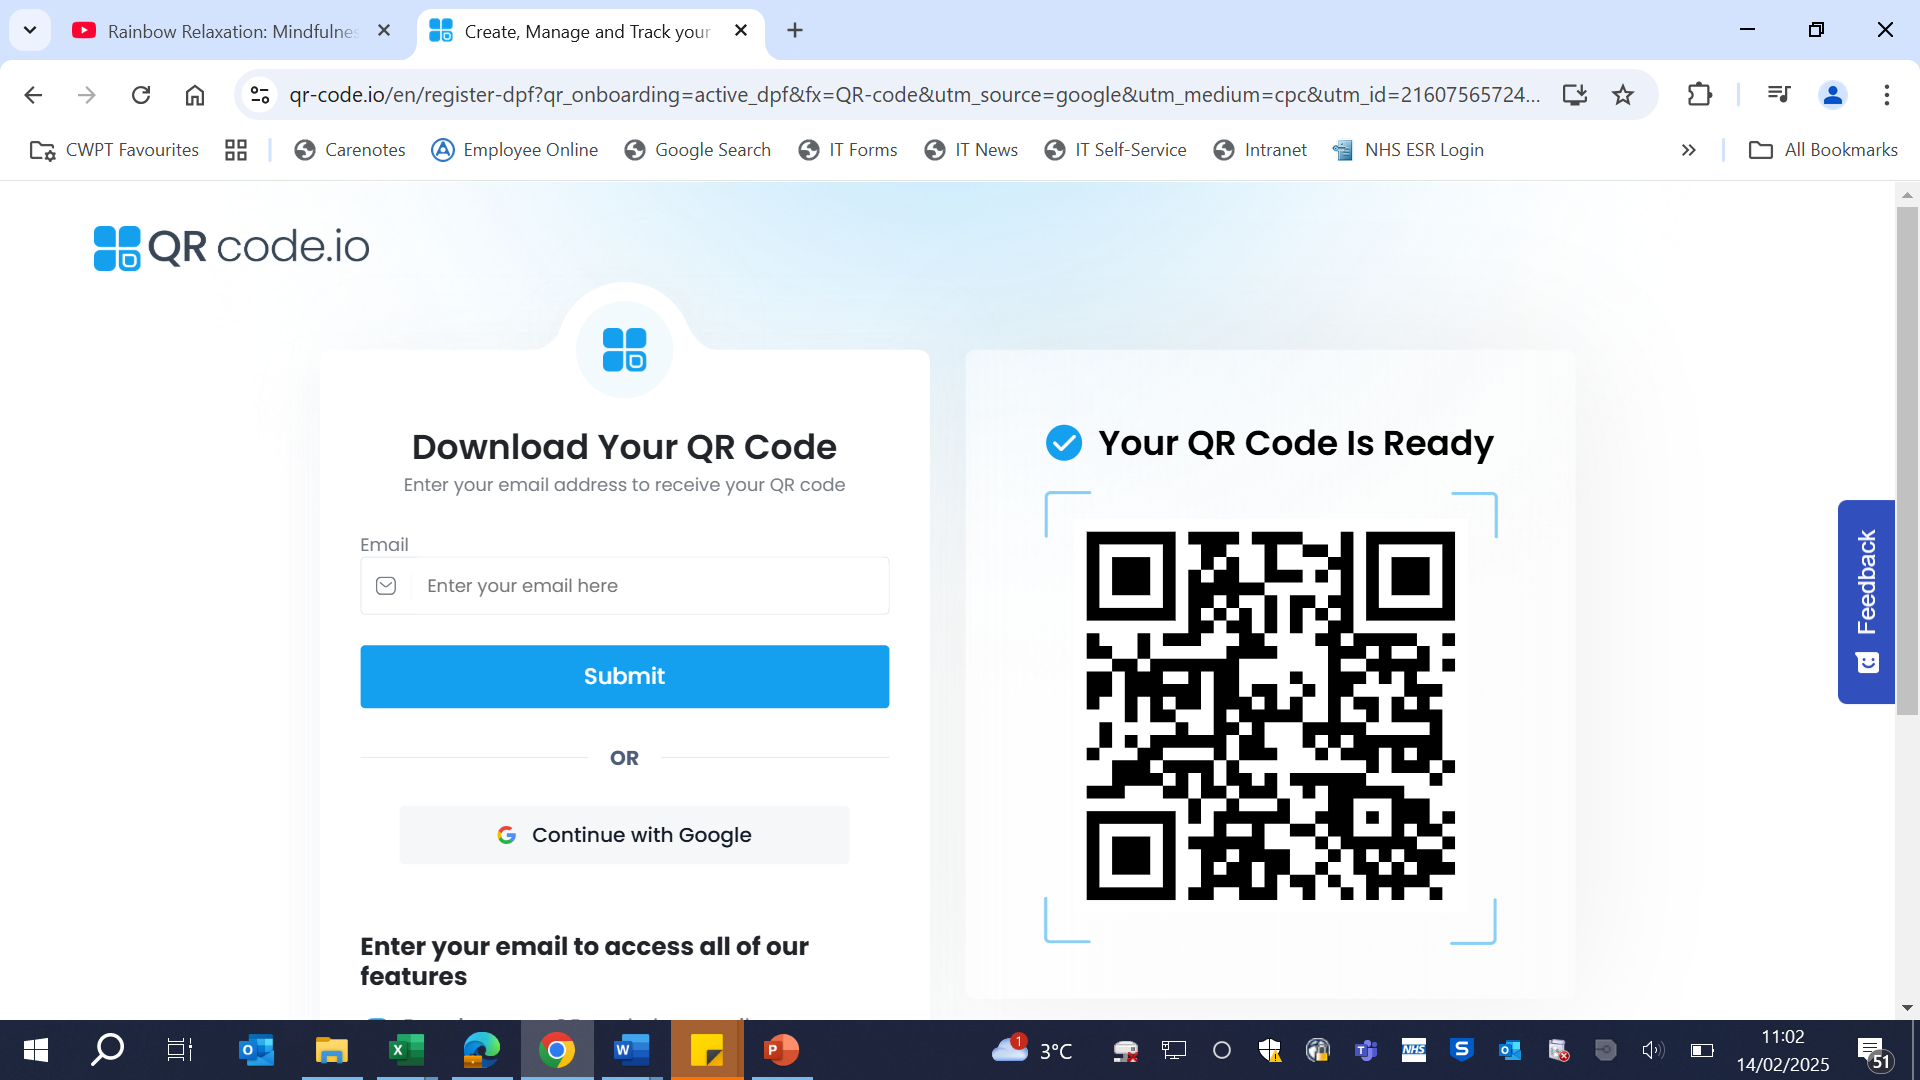 Rainbow Relaxation: Mindfulnes
Create, Manage and Track your
qr-code.io/en/register-dpf?qr_onboarding=active_dpf&fx=QR-code&utm_source=google&utm_medium=cpc&utm_id=21607565724...
CWPT Favourites
Carenotes
Employee Online
Google Search
IT Forms
IT News
IT Self-Service
Intranet
NHS ESR Login
All Bookmarks
QR code.io
Download Your QR Code
Enter your email address to receive your QR code
Email
Enter your email here
Submit
OR
Continue with Google
Enter your email to access all of our
features
Your QR Code Is Ready
Feedback
1
3°C
NHS
11:02
14/02/2025
51